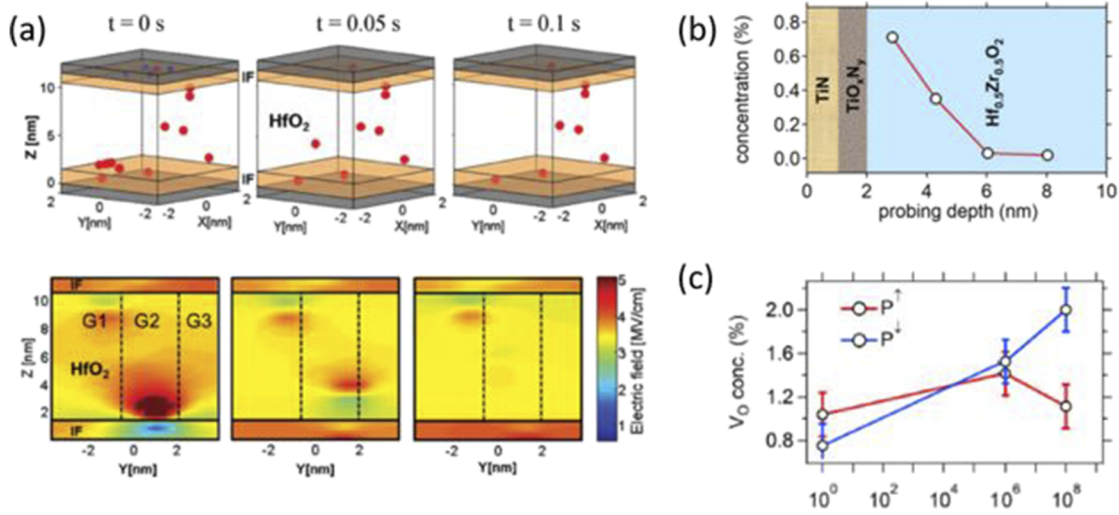 (a)
t = 0 s
t = 0.05 s
t = 0.1 s
IF
HfO2
IF
10
5
0
Z [nm]
2
0
-2
-2
0
2
Y[nm]
X[nm]
2
0
-2
-2
0
2
Y[nm]
X[nm]
2
0
-2
-2
0
2
Y[nm]
X[nm]
IF
G1
G2
G3
HfO2
IF
10
8
6
4
2
Z [nm]
-2
0
2
Y[nm]
-2
0
2
Y[nm]
-2
0
2
Y[nm]
5
4
3
2
1
Electric field [MV/cm]
(b)
concentration (%)
0.8
0.6
0.4
0.2
0.0
TiN
TiOxNy
Hf0.5Zr0.5O2
0
2
4
6
8
10
probing depth (nm)
(c)
P↑
P↓
VO conc. (%)
2.0
1.6
1.2
0.8
10^0
10^2
10^4
10^6
10^8